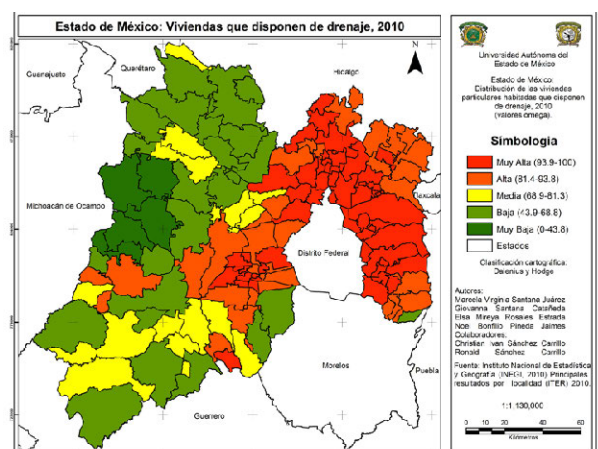 Estado de México: Viviendas que disponen de drenaje, 2010
Guanajuato
Querétaro
Hidalgo
N
Michoacán de Ocampo
Tlaxcala
Distrito Federal
Morelos
Puebla
Guerrero
Universidad Autónoma del
Estado de México
Estado de México:
Distribución de las viviendas
particulares habitadas que disponen
de drenaje, 2010
(valores omega).
Simbología
Muy Alta (93.9-100)
Alta (81.4-93.8)
Media (68.9-81.3)
Baja (43.9-68.8)
Muy Baja (0-43.8)
Estados
Clasificación cartográfica:
Dalenius y Hodge
Autores:
Marcela Virginia Santana Juárez
Giovanna Santana Castañeda
Elsa Mireya Rosales Estrada
Noe Bonfilio Pineda Jaimes
Colaboradores:
Christian Ivan Sánchez Carrillo
Ronald Sánchez Carrillo
Fuente: Instituto Nacional de Estadística
y Geografía (INEGI, 2010) Principales
resultados por localidad (ITER) 2010.
1:1,130,000
0 10 20 40 60
Kilómetros